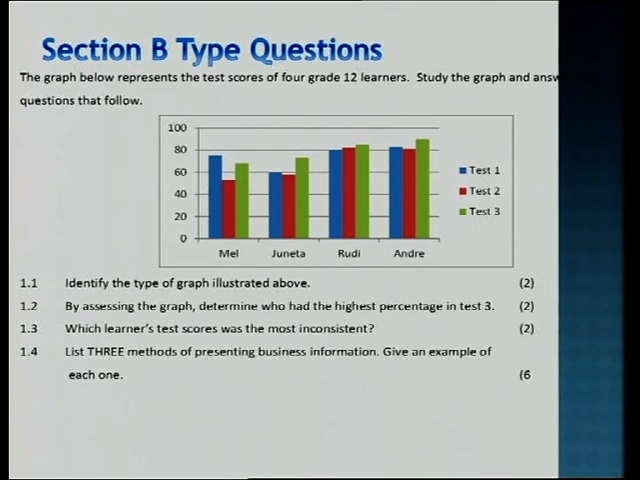 Section B Type Questions
The graph below represents the test scores of four grade 12 learners. Study the graph and answ
questions that follow.
100
80
60
40
20
0
Mel Juneta Rudi Andre
Test 1
Test 2
Test 3
1.1 Identify the type of graph illustrated above. (2)
1.2 By assessing the graph, determine who had the highest percentage in test 3. (2)
1.3 Which learner's test scores was the most inconsistent? (2)
1.4 List THREE methods of presenting business information. Give an example of
each one. (6